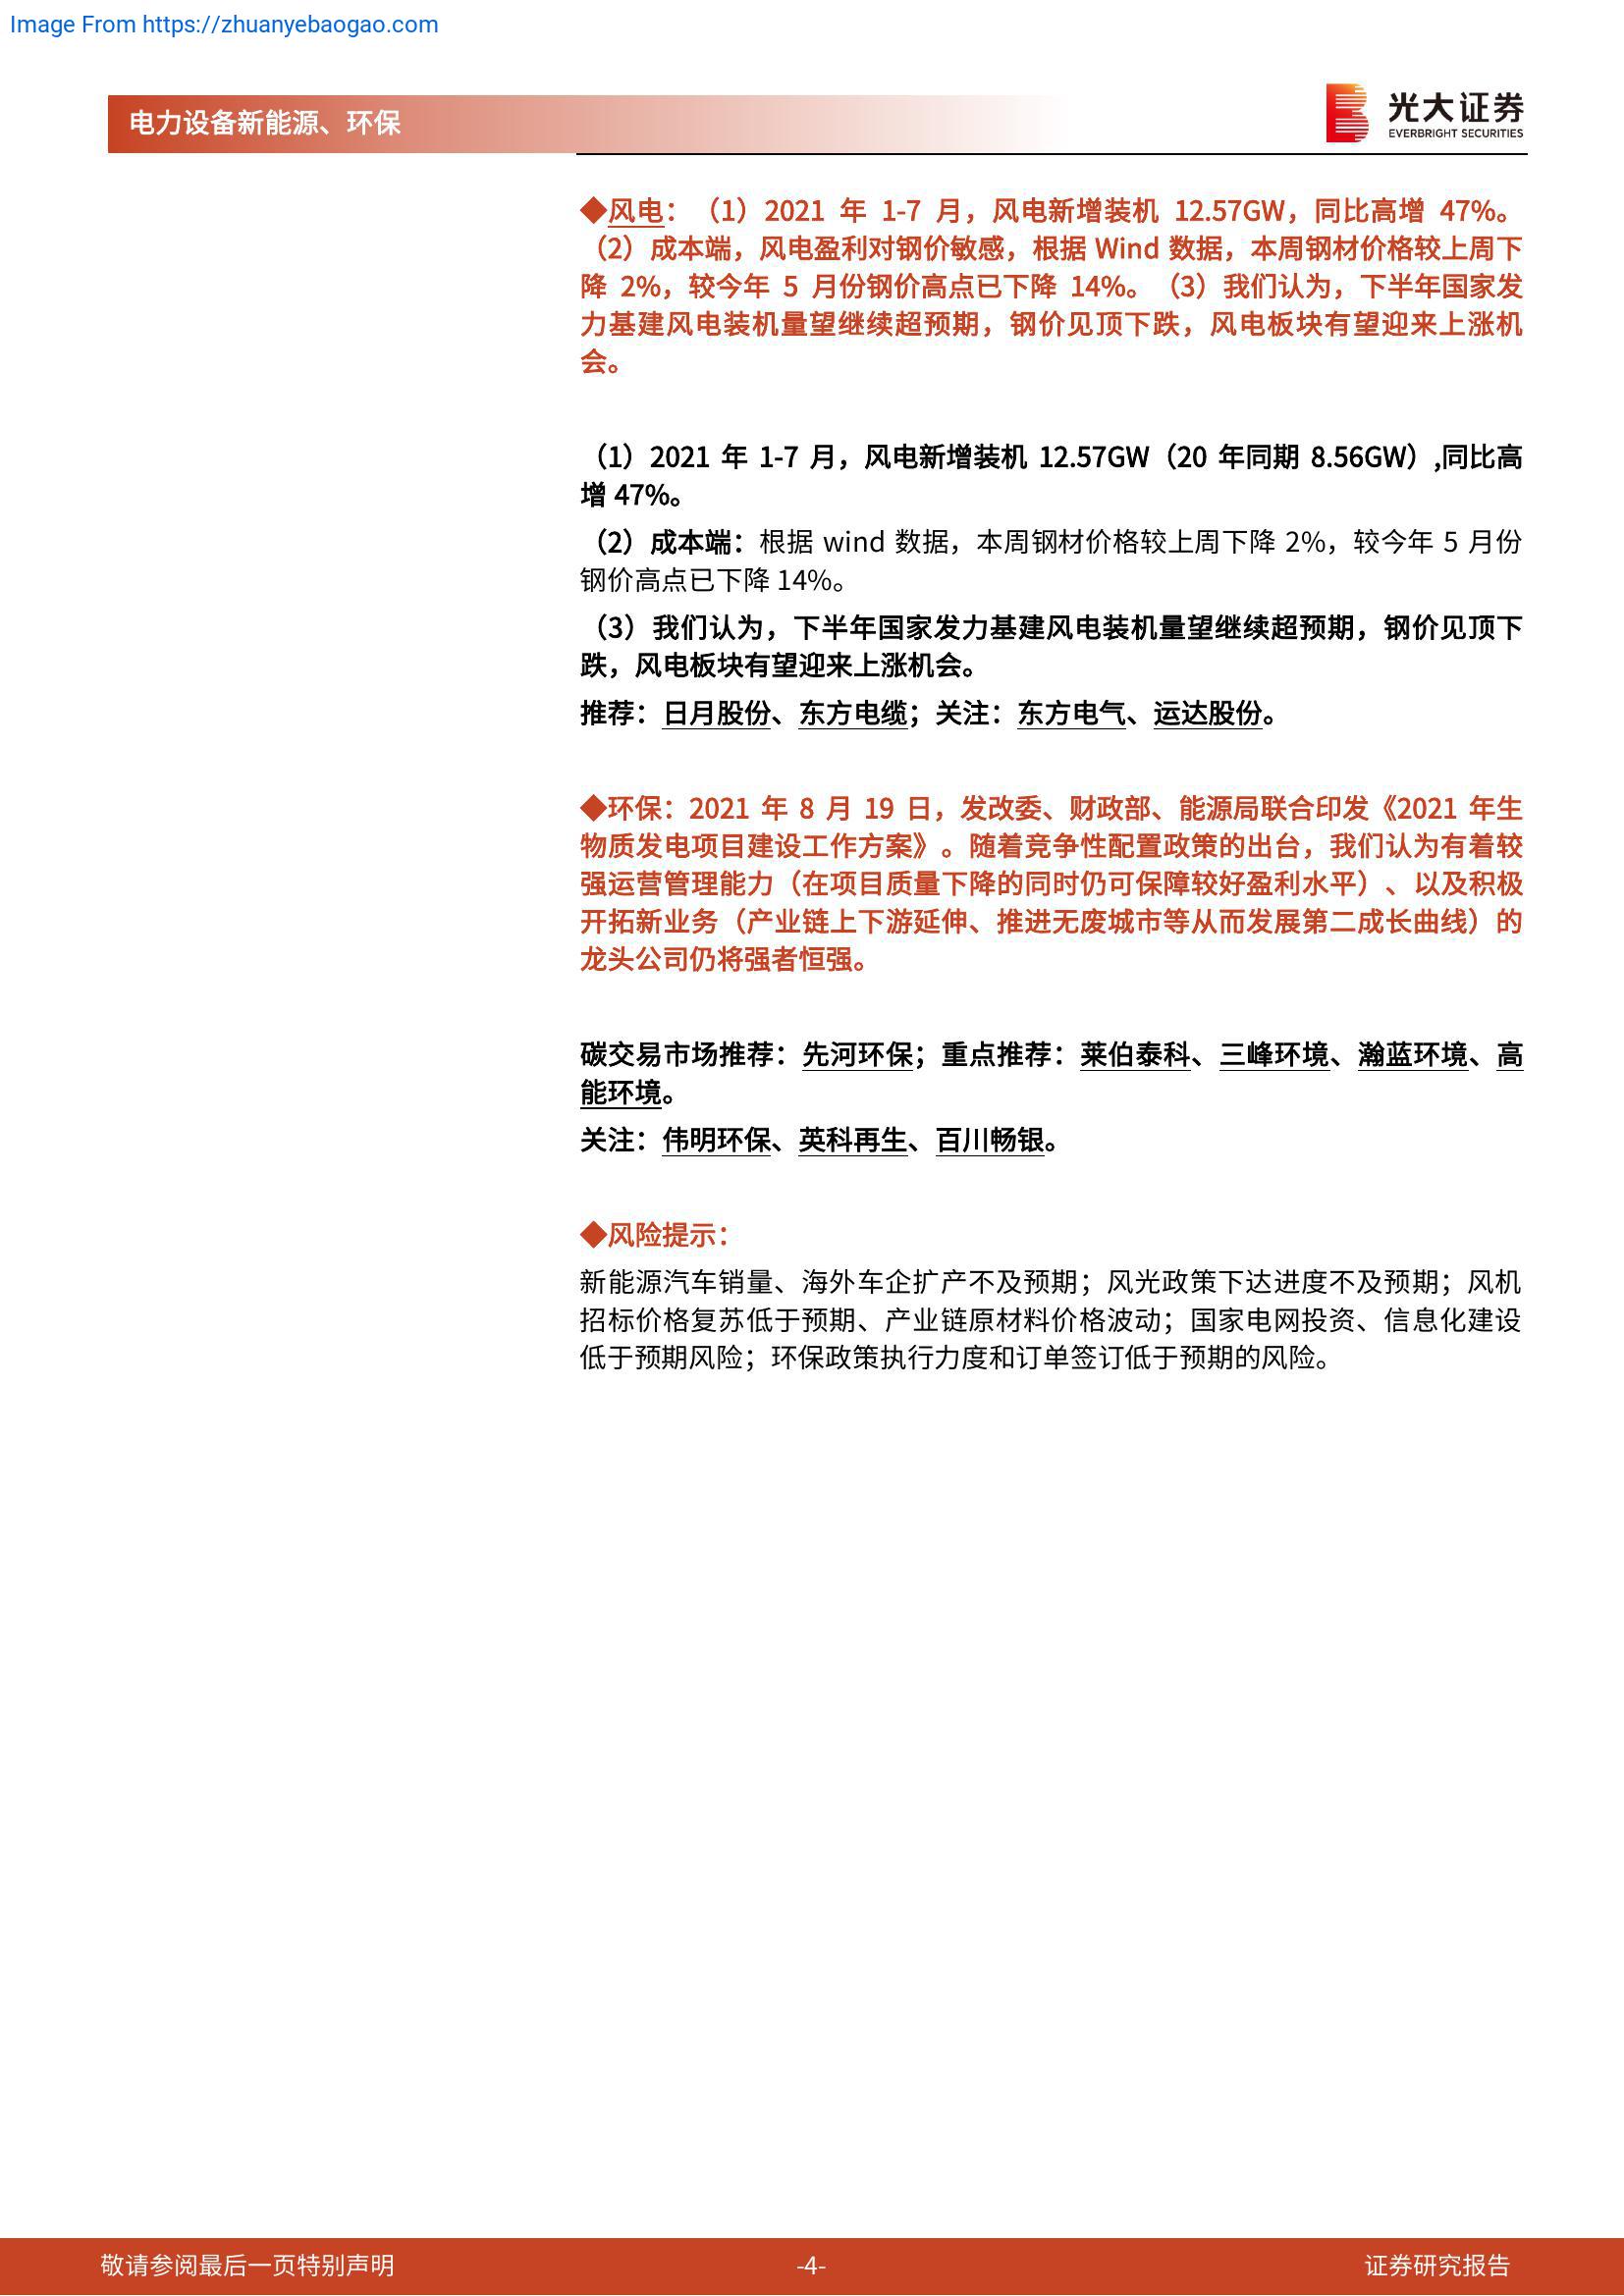 Image From https://zhuanyebaogao.com
电力设备新能源、环保
光大证券
EVERBRIGHT SECURITIES
◆风电：（1）2021 年 1-7 月，风电新增装机 12.57GW，同比高增 47%。
（2）成本端，风电盈利对钢价敏感，根据 Wind 数据，本周钢材价格较上周下
降 2%，较今年 5 月份钢价高点已下降 14%。（3）我们认为，下半年国家发
力基建风电装机量望继续超预期，钢价见顶下跌，风电板块有望迎来上涨机
会。
（1）2021 年 1-7 月，风电新增装机 12.57GW（20 年同期 8.56GW）,同比高
增 47%。
（2）成本端：根据 wind 数据，本周钢材价格较上周下降 2%，较今年 5 月份
钢价高点已下降 14%。
（3）我们认为，下半年国家发力基建风电装机量望继续超预期，钢价见顶下
跌，风电板块有望迎来上涨机会。
推荐：日月股份、东方电缆；关注：东方电气、运达股份。
◆环保：2021 年 8 月 19 日，发改委、财政部、能源局联合印发《2021 年生
物质发电项目建设工作方案》。随着竞争性配置政策的出台，我们认为有着较
强运营管理能力（在项目质量下降的同时仍可保障较好盈利水平）、以及积极
开拓新业务（产业链上下游延伸、推进无废城市等从而发展第二成长曲线）的
龙头公司仍将强者恒强。
碳交易市场推荐：先河环保；重点推荐：莱伯泰科、三峰环境、瀚蓝环境、高
能环境。
关注：伟明环保、英科再生、百川畅银。
◆风险提示：
新能源汽车销量、海外车企扩产不及预期；风光政策下达进度不及预期；风机
招标价格复苏低于预期、产业链原材料价格波动；国家电网投资、信息化建设
低于预期风险；环保政策执行力度和订单签订低于预期的风险。
敬请参阅最后一页特别声明
-4-
证券研究报告